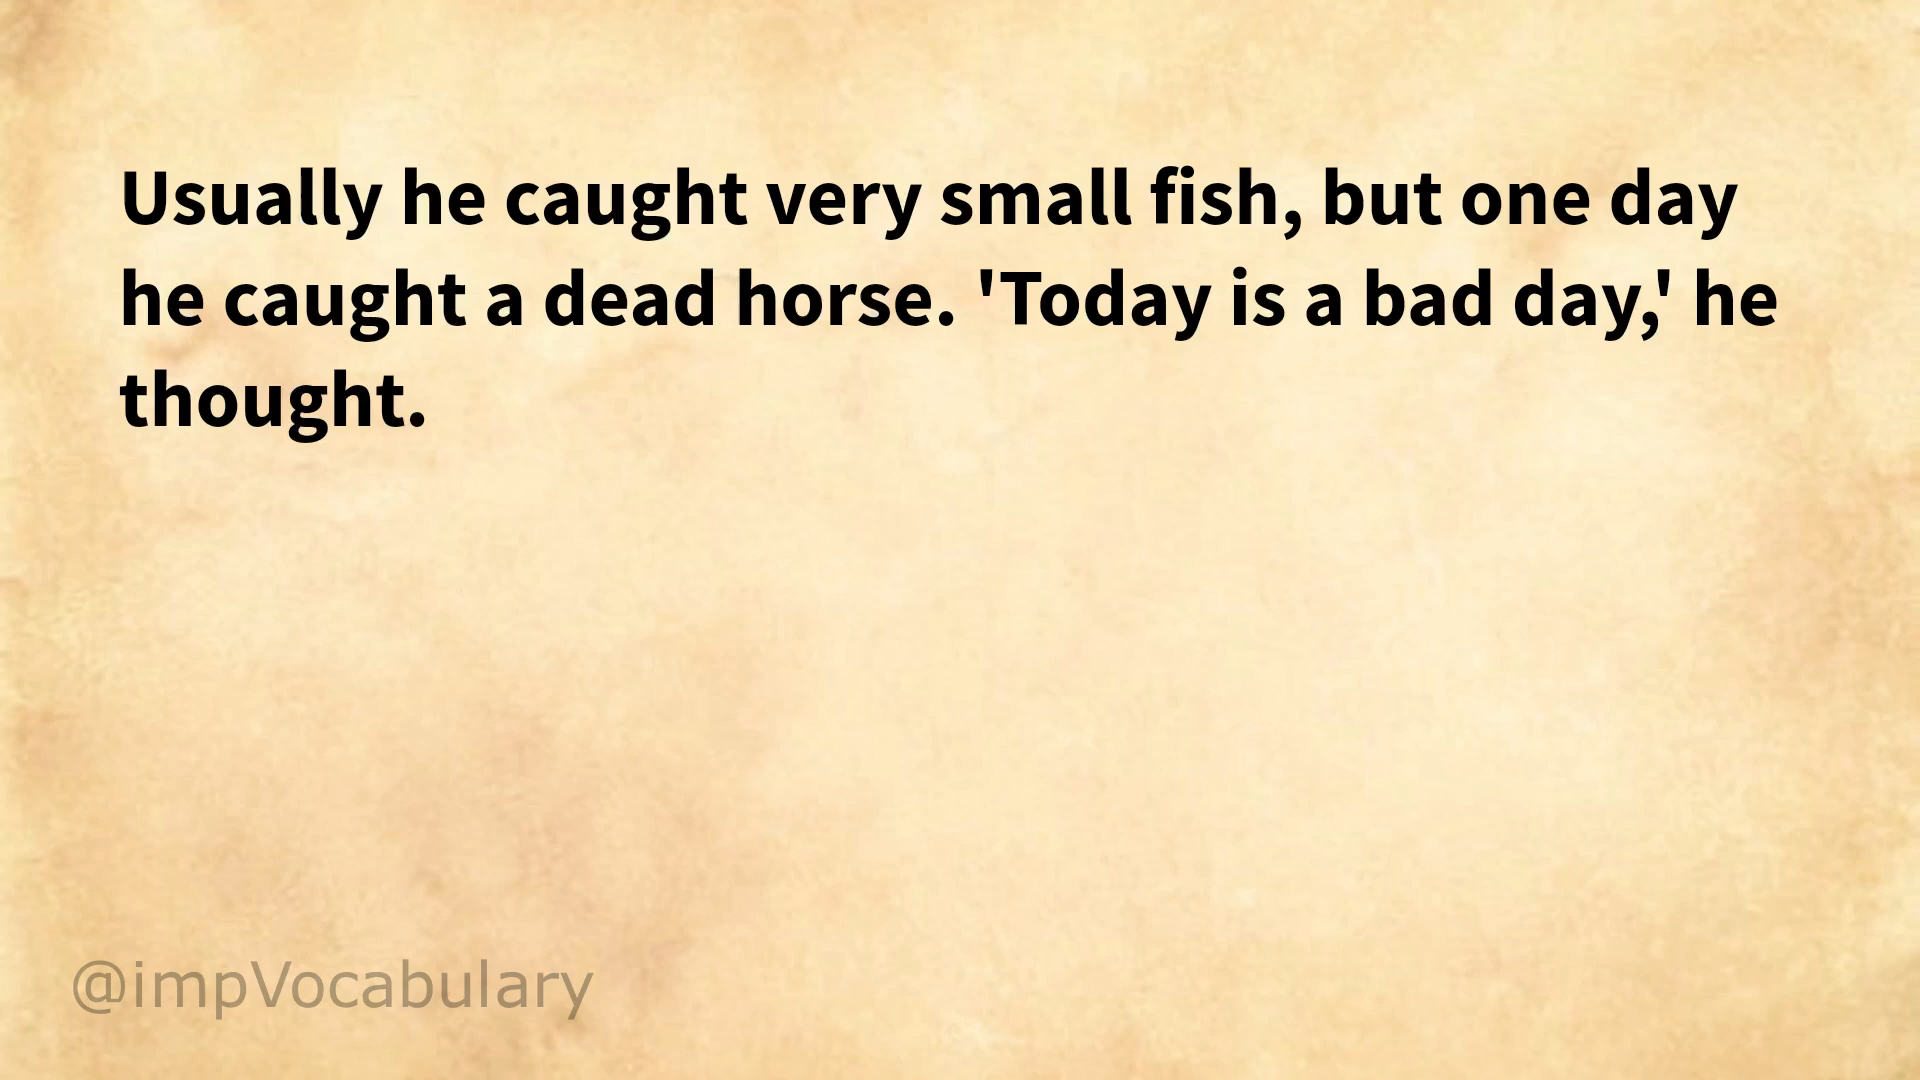 Usually he caught very small fish, but one day
he caught a dead horse. 'Today is a bad day,' he
thought.
@impVocabulary